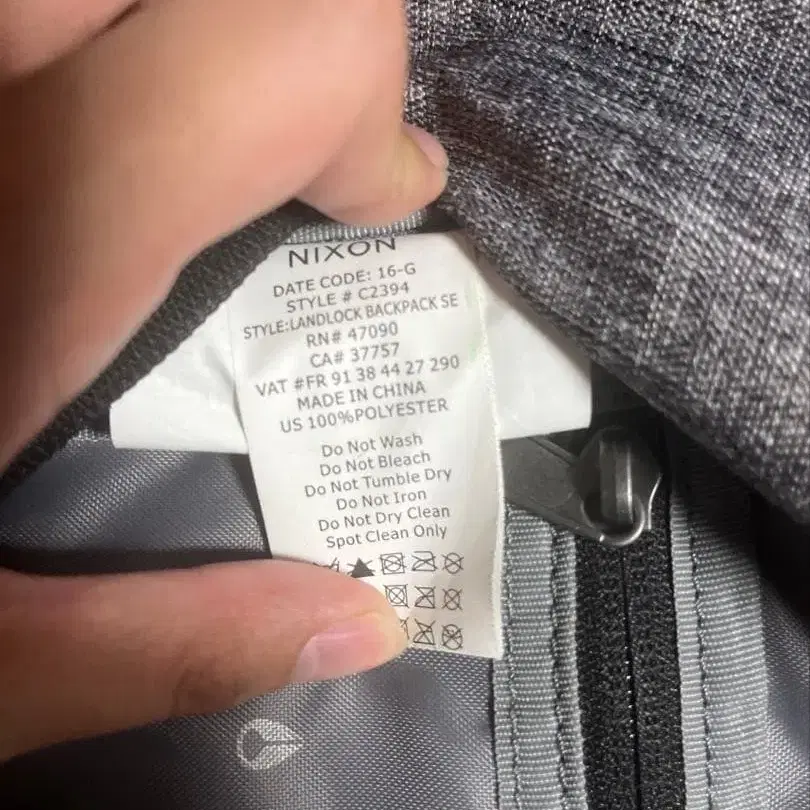 NIXON
DATE CODE: 16-G
STYLE # C2394
STYLE:LANDLOCK BACKPACK SE
RN# 47090
CA# 37757
VAT #FR 91 38 44 27 290
MADE IN CHINA
US 100%POLYESTER
Do Not Wash
Do Not Bleach
Do Not Tumble Dry
Do Not Iron
Do Not Dry Clean
Spot Clean Only